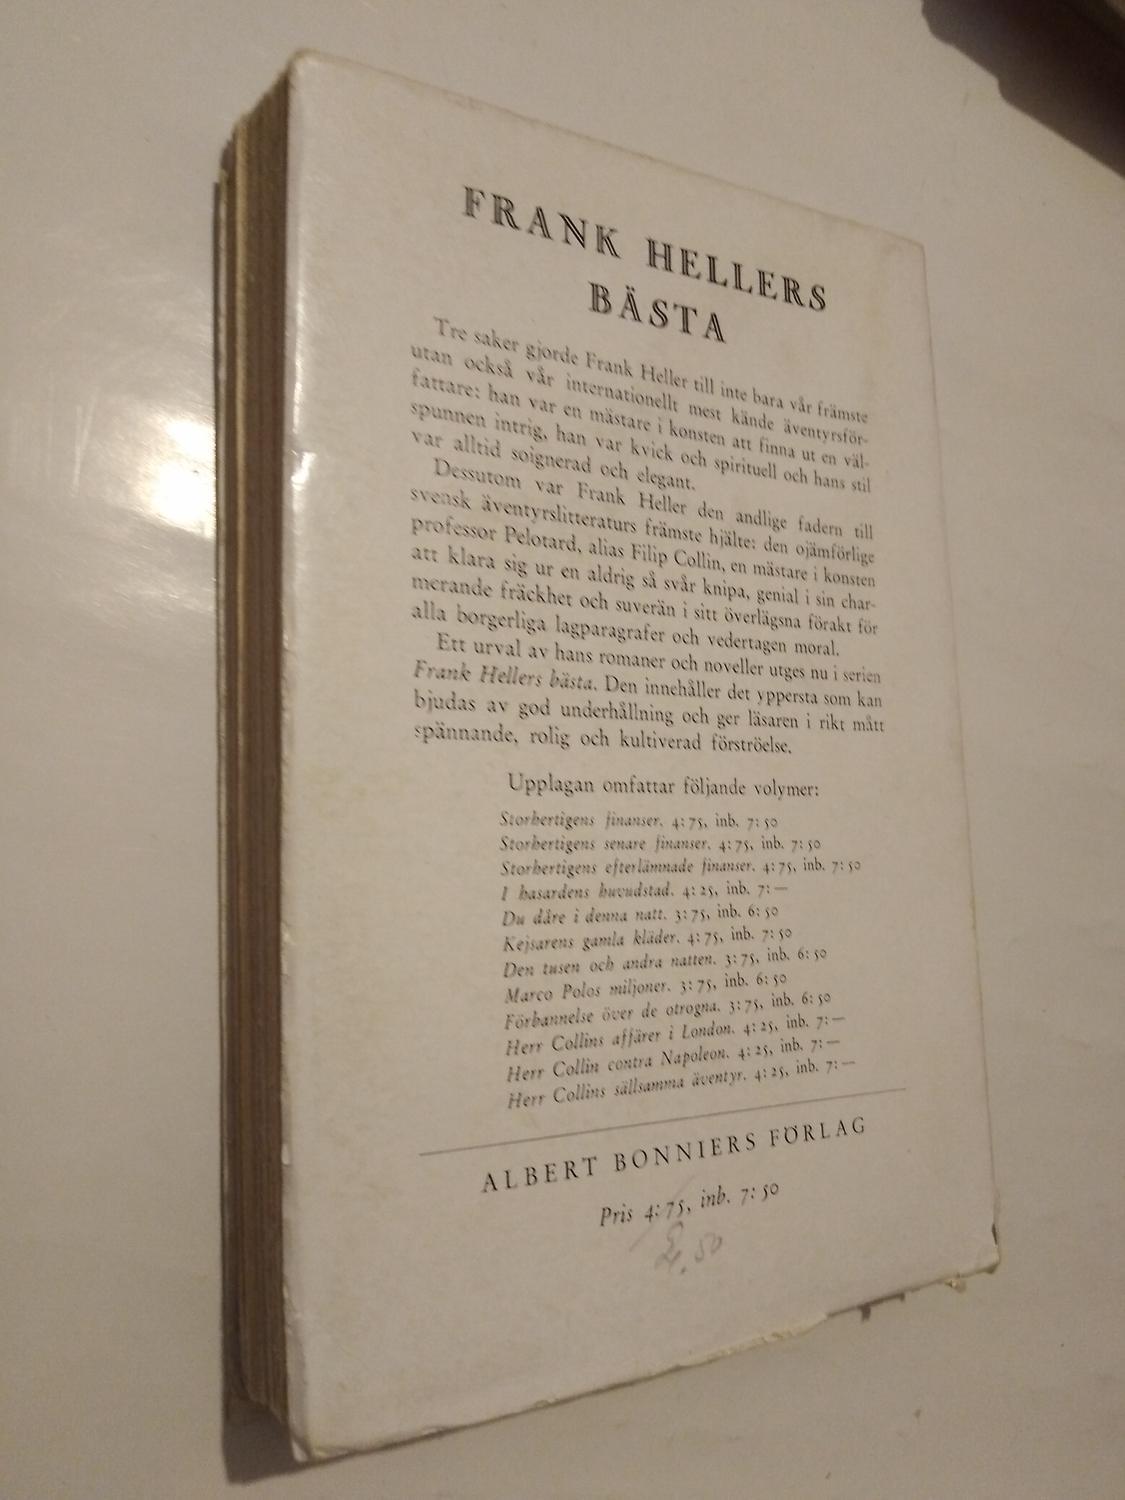 FRANK HELLERS
BÄSTA
Tre saker gjorde Frank Heller till inte bara vår främste
utan också vår internationellt mest kände äventyrsför-
fattare: han var en mästare i konsten att finna ut en väl-
spunnen intrig, han var kvick och spirituell och hans stil
var alltid soignerad och elegant.
Dessutom var Frank Heller den andlige fadern till
svensk äventyrslitteraturs främste hjälte: den ojämförlige
professor Pelotard, alias Filip Collin, en mästare i konsten
att klara sig ur en aldrig så svår knipa, genial i sin char-
merande fräckhet och suverän i sitt överlägsna förakt för
alla borgerliga lagparagrafer och vedertagen moral.
Ett urval av hans romaner och noveller utges nu i serien
Frank Hellers bästa. Den innehåller det yppersta som kan
bjudas av god underhållning och ger läsaren i rikt mått
spännande, rolig och kultiverad förströelse.
Upplagan omfattar följande volymer:
Storhertigens finanser. 4:75, inb. 7:50
Storhertigens senare finanser. 4:75, inb. 7:50
Storhertigens efterlämnade finanser. 4:75, inb. 7:50
I hasardens huvudstad. 4:25, inb. 7:—
Du dåre i denna natt. 3:75, inb. 6:50
Kejsarens gamla kläder. 4:75, inb. 7:50
Den tusen och andra natten. 3:75, inb. 6:50
Marco Polos miljoner. 3:75, inb. 6:50
Förbannelse över de otrogna. 3:75, inb. 6:50
Herr Collins affärer i London. 4:25, inb. 7:—
Herr Collin contra Napoleon. 4:25, inb. 7:—
Herr Collins sällsamma äventyr. 4:25, inb. 7:—
ALBERT BONNIERS FÖRLAG
Pris 4:75, inb. 7:50